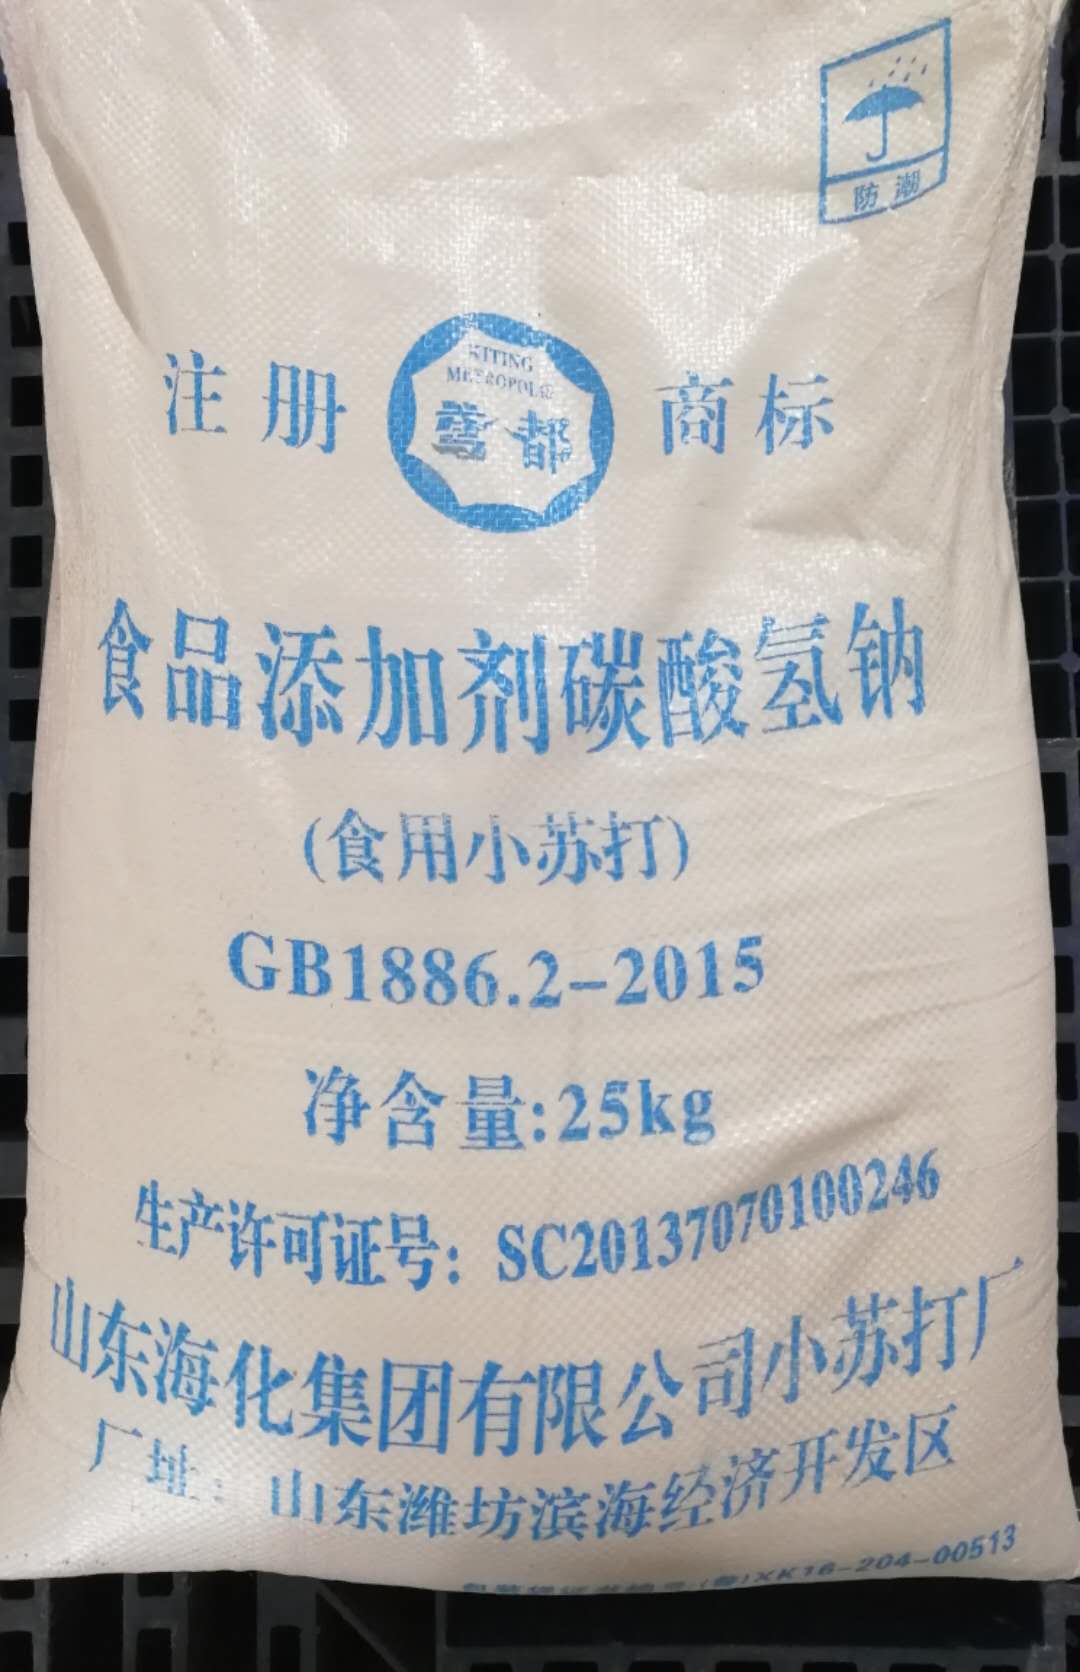 防潮
KITING
METROPOLIS
鸢都
注册 商标
食品添加剂碳酸氢钠
(食用小苏打)
GB1886.2-2015
净含量:25kg
生产许可证号: SC20137070100246
山东海化集团有限公司小苏打厂
厂址: 山东潍坊滨海经济开发区
XK16-204-00513